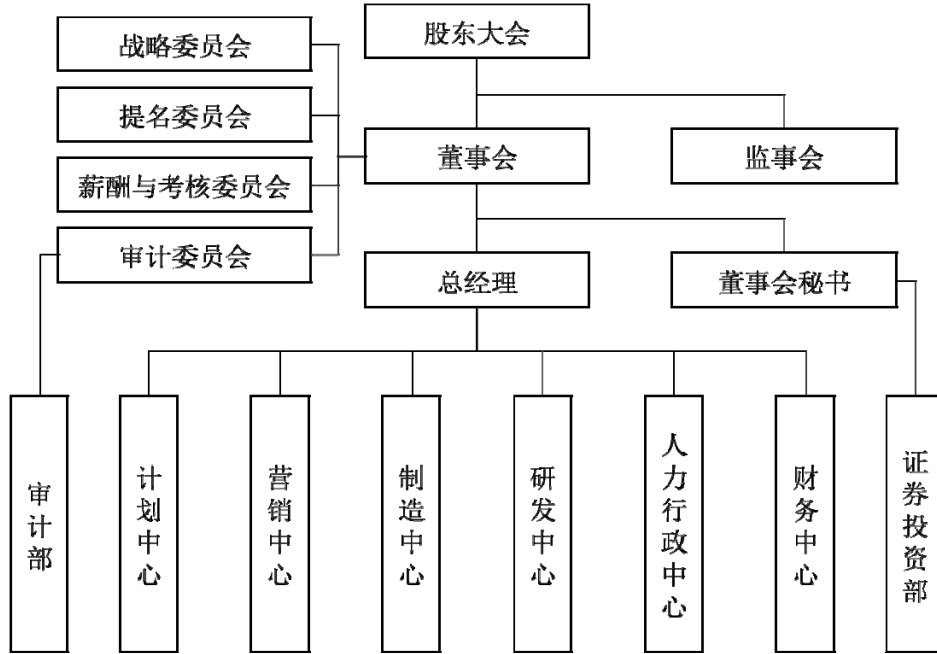 战略委员会
股东大会
提名委员会
董事会
监事会
薪酬与考核委员会
审计委员会
总经理
董事会秘书
审计部
计划中心
营销中心
制造中心
研发中心
人力行政中心
财务中心
证券投资部